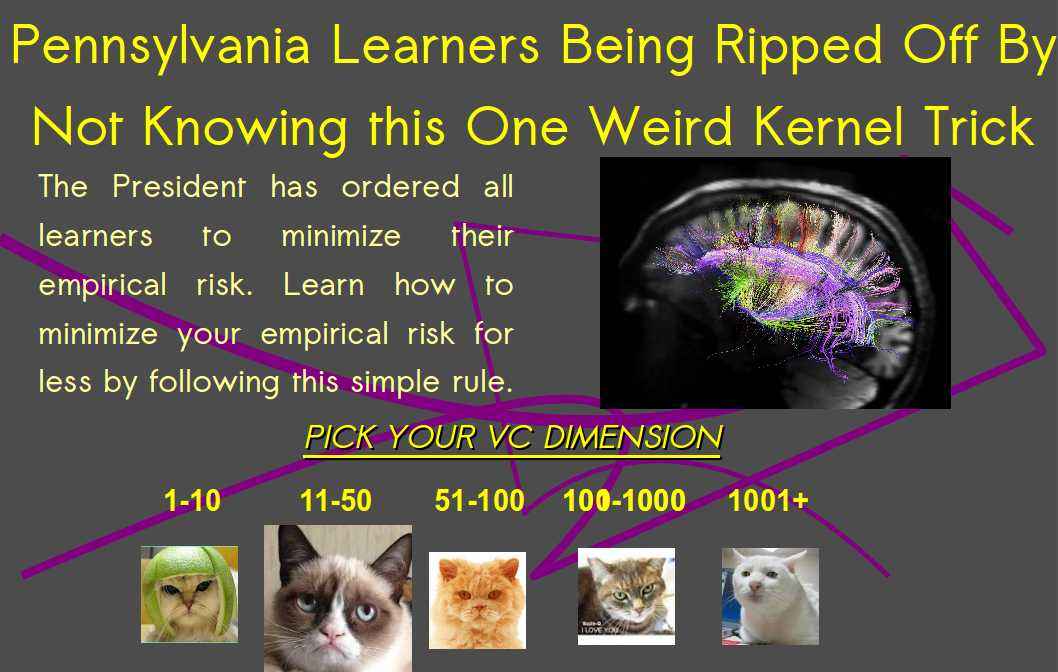 Pennsylvania Learners Being Ripped Off By
Not Knowing this One Weird Kernel Trick
The President has ordered all
learners to minimize their
empirical risk. Learn how to
minimize your empirical risk for
less by following this simple rule.
PICK YOUR VC DIMENSION
1-10 11-50 51-100 100-1000 1001+
I LOVE YOU